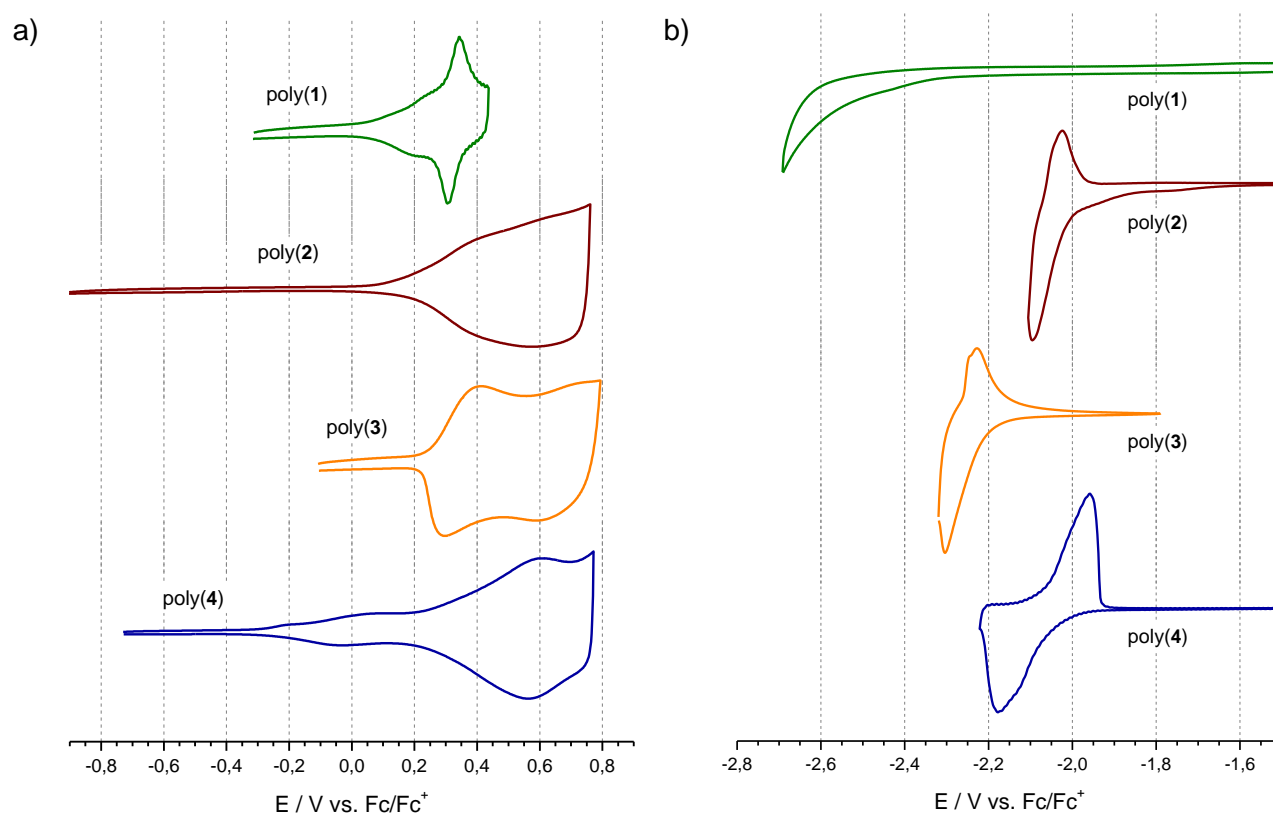 a)
poly(1)
poly(2)
poly(3)
poly(4)
-0,8 -0,6 -0,4 -0,2 0,0 0,2 0,4 0,6 0,8
E / V vs. Fc/Fc⁺
b)
poly(1)
poly(2)
poly(3)
poly(4)
-2,8 -2,6 -2,4 -2,2 -2,0 -1,8 -1,6
E / V vs. Fc/Fc⁺